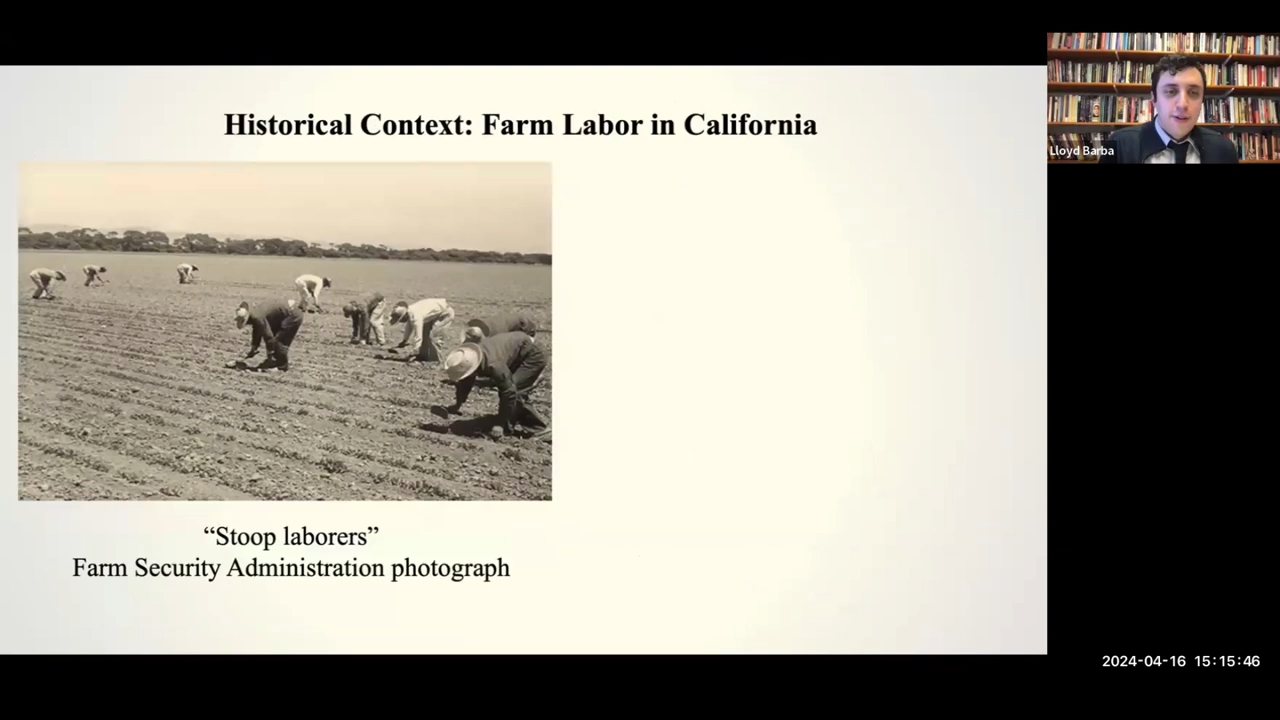 Historical Context: Farm Labor in California
Lloyd Barba
“Stoop laborers”
Farm Security Administration photograph
2024-04-16 15:15:46